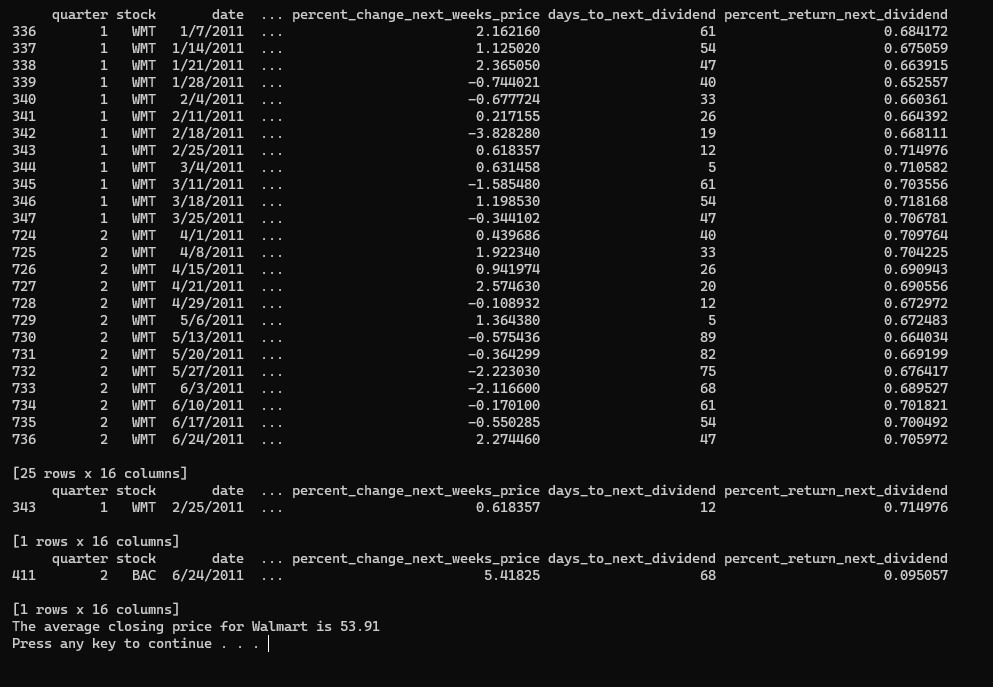 quarter stock date ... percent_change_next_weeks_price days_to_next_dividend percent_return_next_dividend
336 1 WMT 1/7/2011 ... 2.162160 61 0.684172
337 1 WMT 1/14/2011 ... 1.125020 54 0.675059
338 1 WMT 1/21/2011 ... 2.365050 47 0.663915
339 1 WMT 1/28/2011 ... -0.744021 40 0.652557
340 1 WMT 2/4/2011 ... -0.677724 33 0.660361
341 1 WMT 2/11/2011 ... 0.217155 26 0.664392
342 1 WMT 2/18/2011 ... -3.828280 19 0.668111
343 1 WMT 2/25/2011 ... 0.618357 12 0.714976
344 1 WMT 3/4/2011 ... 0.631458 5 0.710582
345 1 WMT 3/11/2011 ... -1.585480 61 0.703556
346 1 WMT 3/18/2011 ... 1.198530 54 0.718168
347 1 WMT 3/25/2011 ... -0.344102 47 0.706781
724 2 WMT 4/1/2011 ... 0.439686 40 0.709764
725 2 WMT 4/8/2011 ... 1.922340 33 0.704225
726 2 WMT 4/15/2011 ... 0.941974 26 0.690943
727 2 WMT 4/21/2011 ... 2.574630 20 0.690556
728 2 WMT 4/29/2011 ... -0.108932 12 0.672972
729 2 WMT 5/6/2011 ... 1.364380 5 0.672483
730 2 WMT 5/13/2011 ... -0.575436 89 0.664034
731 2 WMT 5/20/2011 ... -0.364299 82 0.669199
732 2 WMT 5/27/2011 ... -2.223030 75 0.676417
733 2 WMT 6/3/2011 ... -2.116600 68 0.689527
734 2 WMT 6/10/2011 ... -0.170100 61 0.701821
735 2 WMT 6/17/2011 ... -0.550285 54 0.700492
736 2 WMT 6/24/2011 ... 2.274460 47 0.705972
[25 rows x 16 columns]
quarter stock date ... percent_change_next_weeks_price days_to_next_dividend percent_return_next_dividend
343 1 WMT 2/25/2011 ... 0.618357 12 0.714976
[1 rows x 16 columns]
quarter stock date ... percent_change_next_weeks_price days_to_next_dividend percent_return_next_dividend
411 2 BAC 6/24/2011 ... 5.41825 68 0.095057
[1 rows x 16 columns]
The average closing price for Walmart is 53.91
Press any key to continue . . .